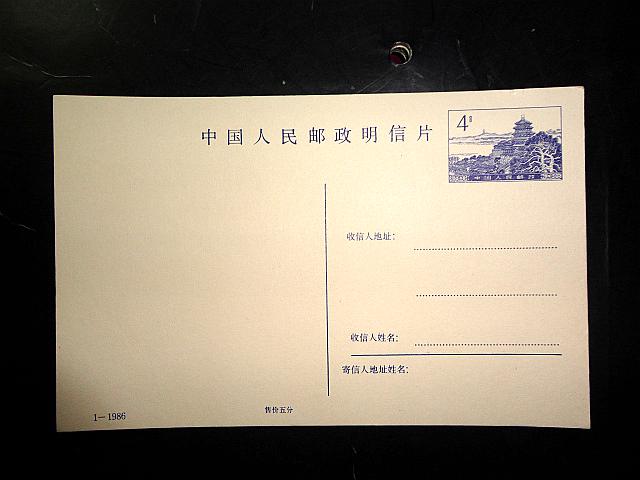 中国人民邮政明信片
4分
中国人民邮政
收信人地址：
收信人姓名：
寄信人地址姓名：
1—1986
售价五分